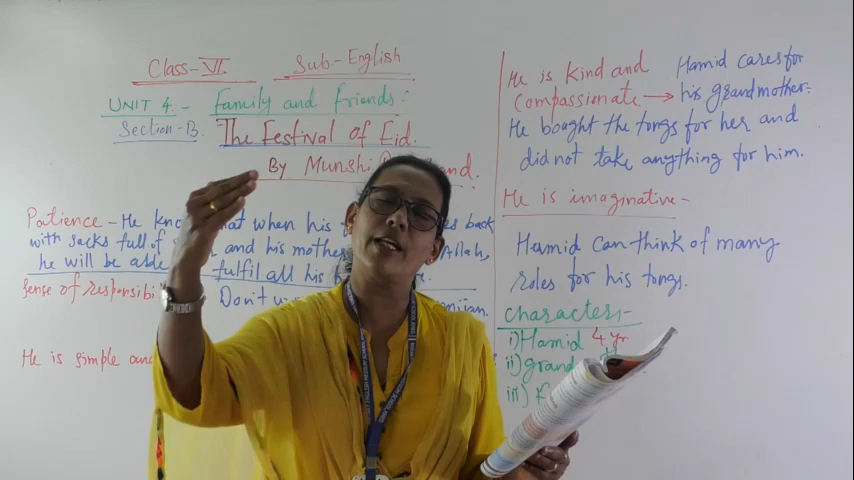 Class-VI Sub-English
UNIT 4.- Family and friends:-
Section-B. The Festival of Eid.
By Munshi
Patience - He that when his back
with sacks full of and his mother Allah,
he will be able fulfil all his
Sense of
Don't
He is simple and
He is kind and
Compassionate → Hamid cares for
his grandmother:-
He bought the tongs for her and
did not take anything for him.
He is imaginative -
Hamid can think of many
roles for his tongs.
Characters:-
i) Hamid 4 yr
ii) grand
iii)